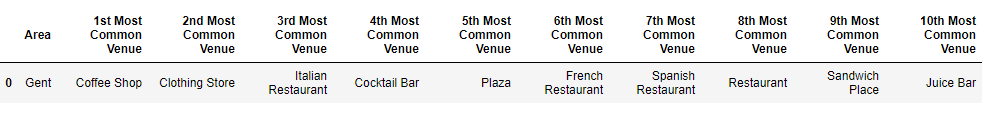 Area 1st Most Common Venue 2nd Most Common Venue 3rd Most Common Venue 4th Most Common Venue 5th Most Common Venue 6th Most Common Venue 7th Most Common Venue 8th Most Common Venue 9th Most Common Venue 10th Most Common Venue
0 Gent Coffee Shop Clothing Store Italian Restaurant Cocktail Bar Plaza French Restaurant Spanish Restaurant Restaurant Sandwich Place Juice Bar